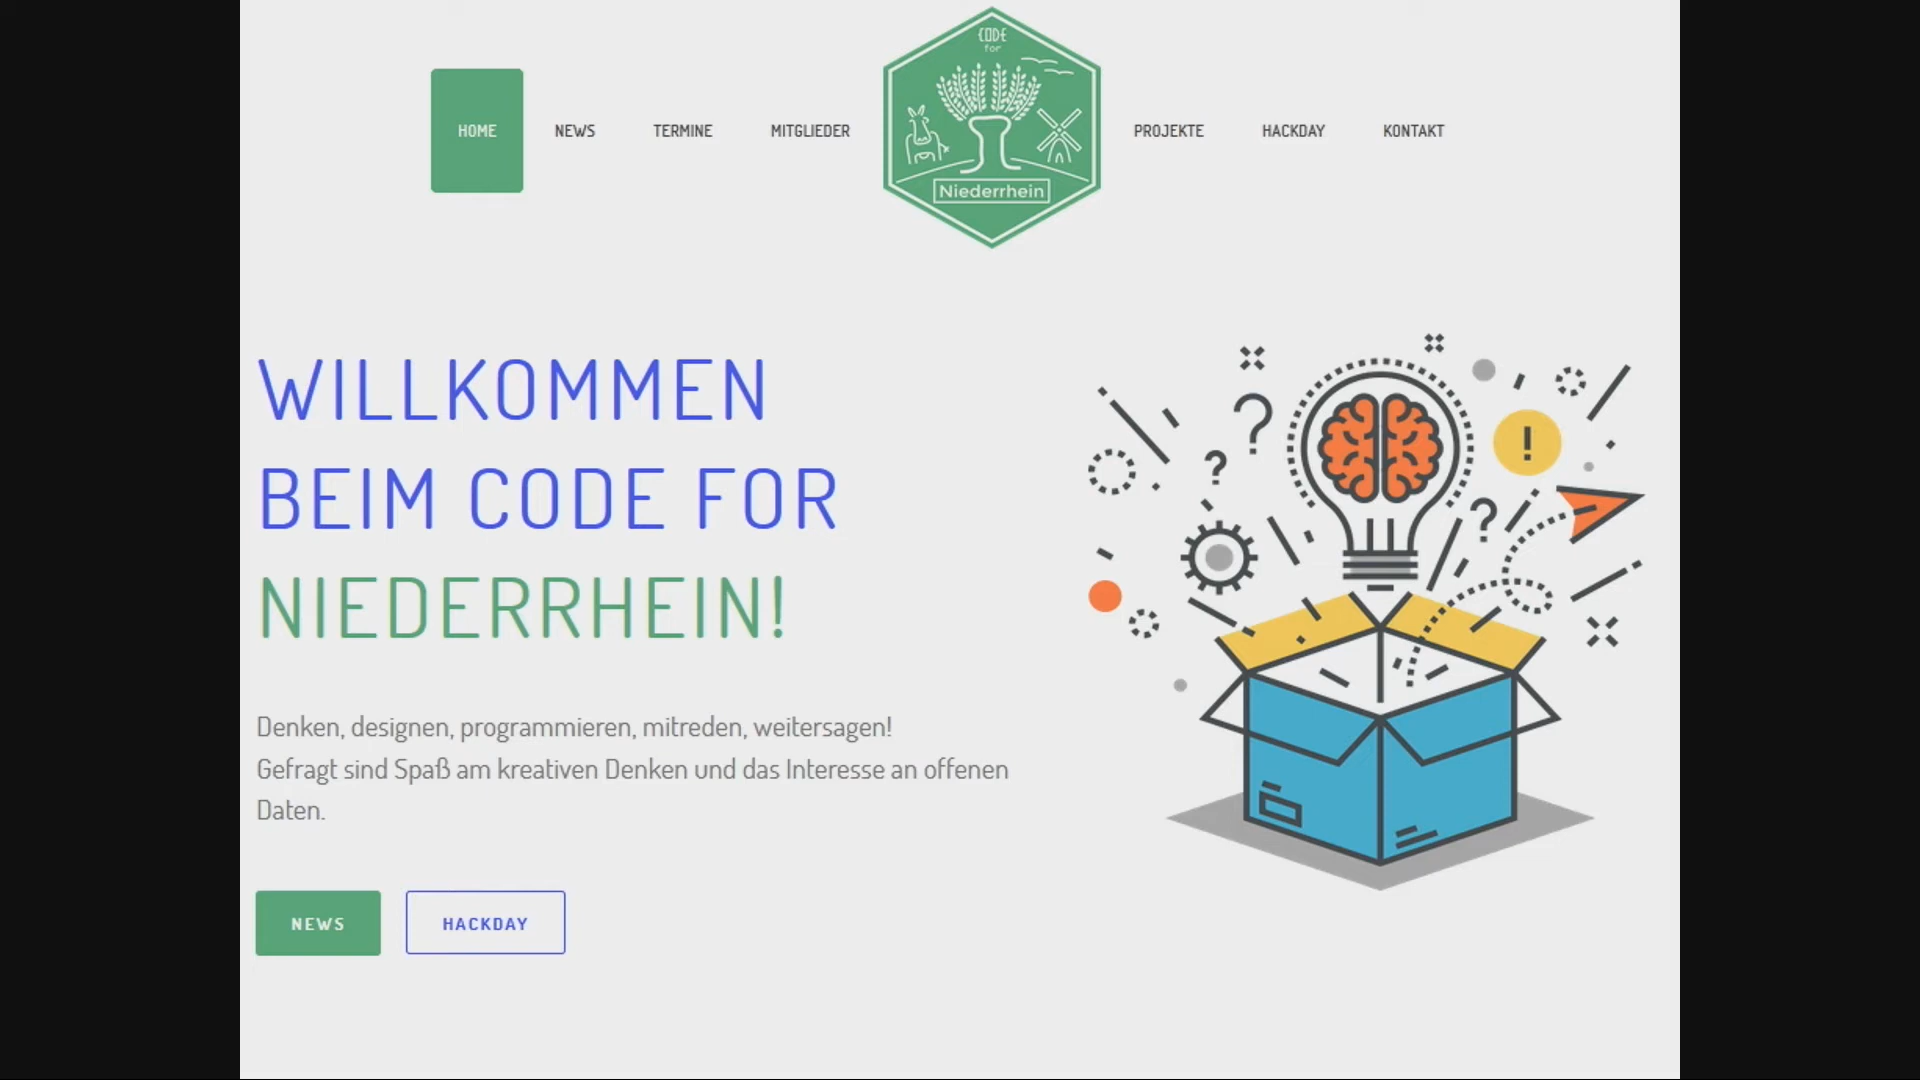 HOME
NEWS
TERMINE
MITGLIEDER
CODE
for
Niederrhein
PROJEKTE
HACKDAY
KONTAKT
WILLKOMMEN
BEIM CODE FOR
NIEDERRHEIN!
Denken, designen, programmieren, mitreden, weitersagen!
Gefragt sind Spaß am kreativen Denken und das Interesse an offenen
Daten.
NEWS
HACKDAY